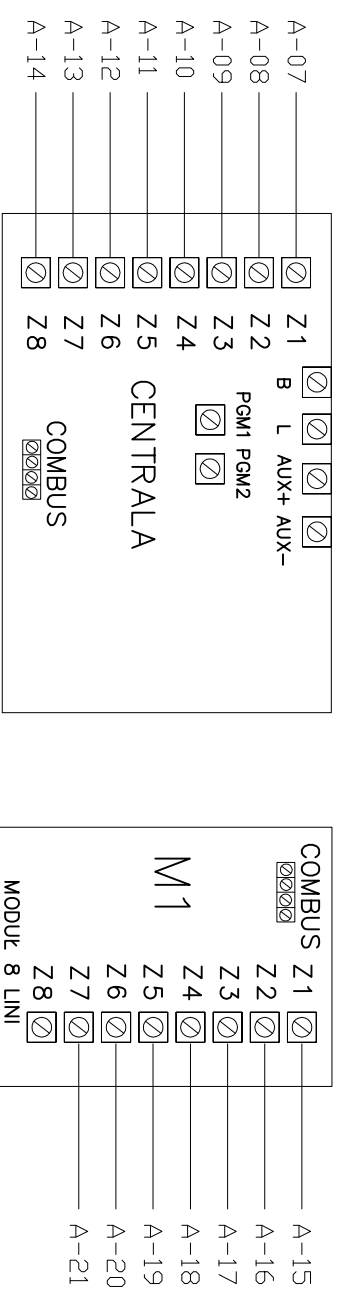 A-07
A-08
A-09
A-10
A-11
A-12
A-13
A-14
B L AUX+ AUX-
PGM1 PGM2
Z1
Z2
Z3
Z4
Z5
Z6
Z7
Z8
CENTRALA
COMBUS
COMBUS
M1
MODUŁ 8 LINI
Z1
Z2
Z3
Z4
Z5
Z6
Z7
Z8
A-15
A-16
A-17
A-18
A-19
A-20
A-21